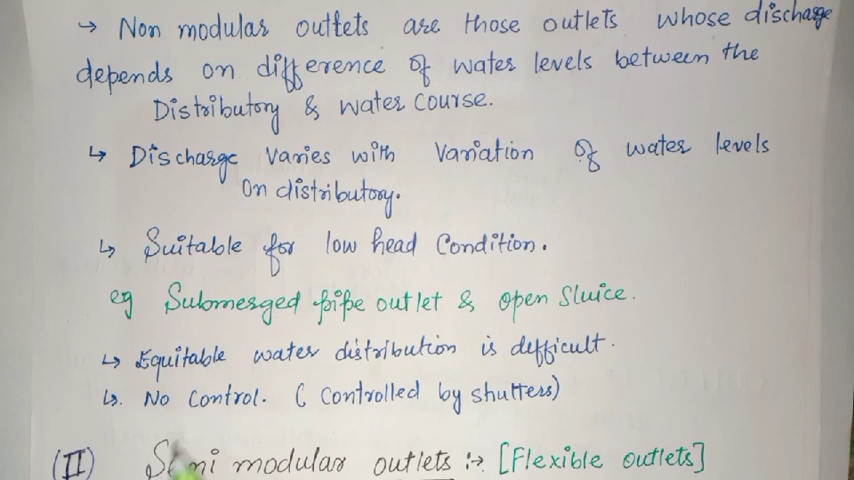 → Non modular outlets are those outlets whose discharge
depends on difference of water levels between the
Distributory & water course.
↳ Discharge varies with variation of water levels
On distributory.
↳ Suitable for low head Condition.
eg Submerged pipe outlet & open Sluice.
↳ Equitable water distribution is defficult.
↳. No Control. ( Controlled by shutters)
(II) Semi modular outlets :→ [Flexible outlets]